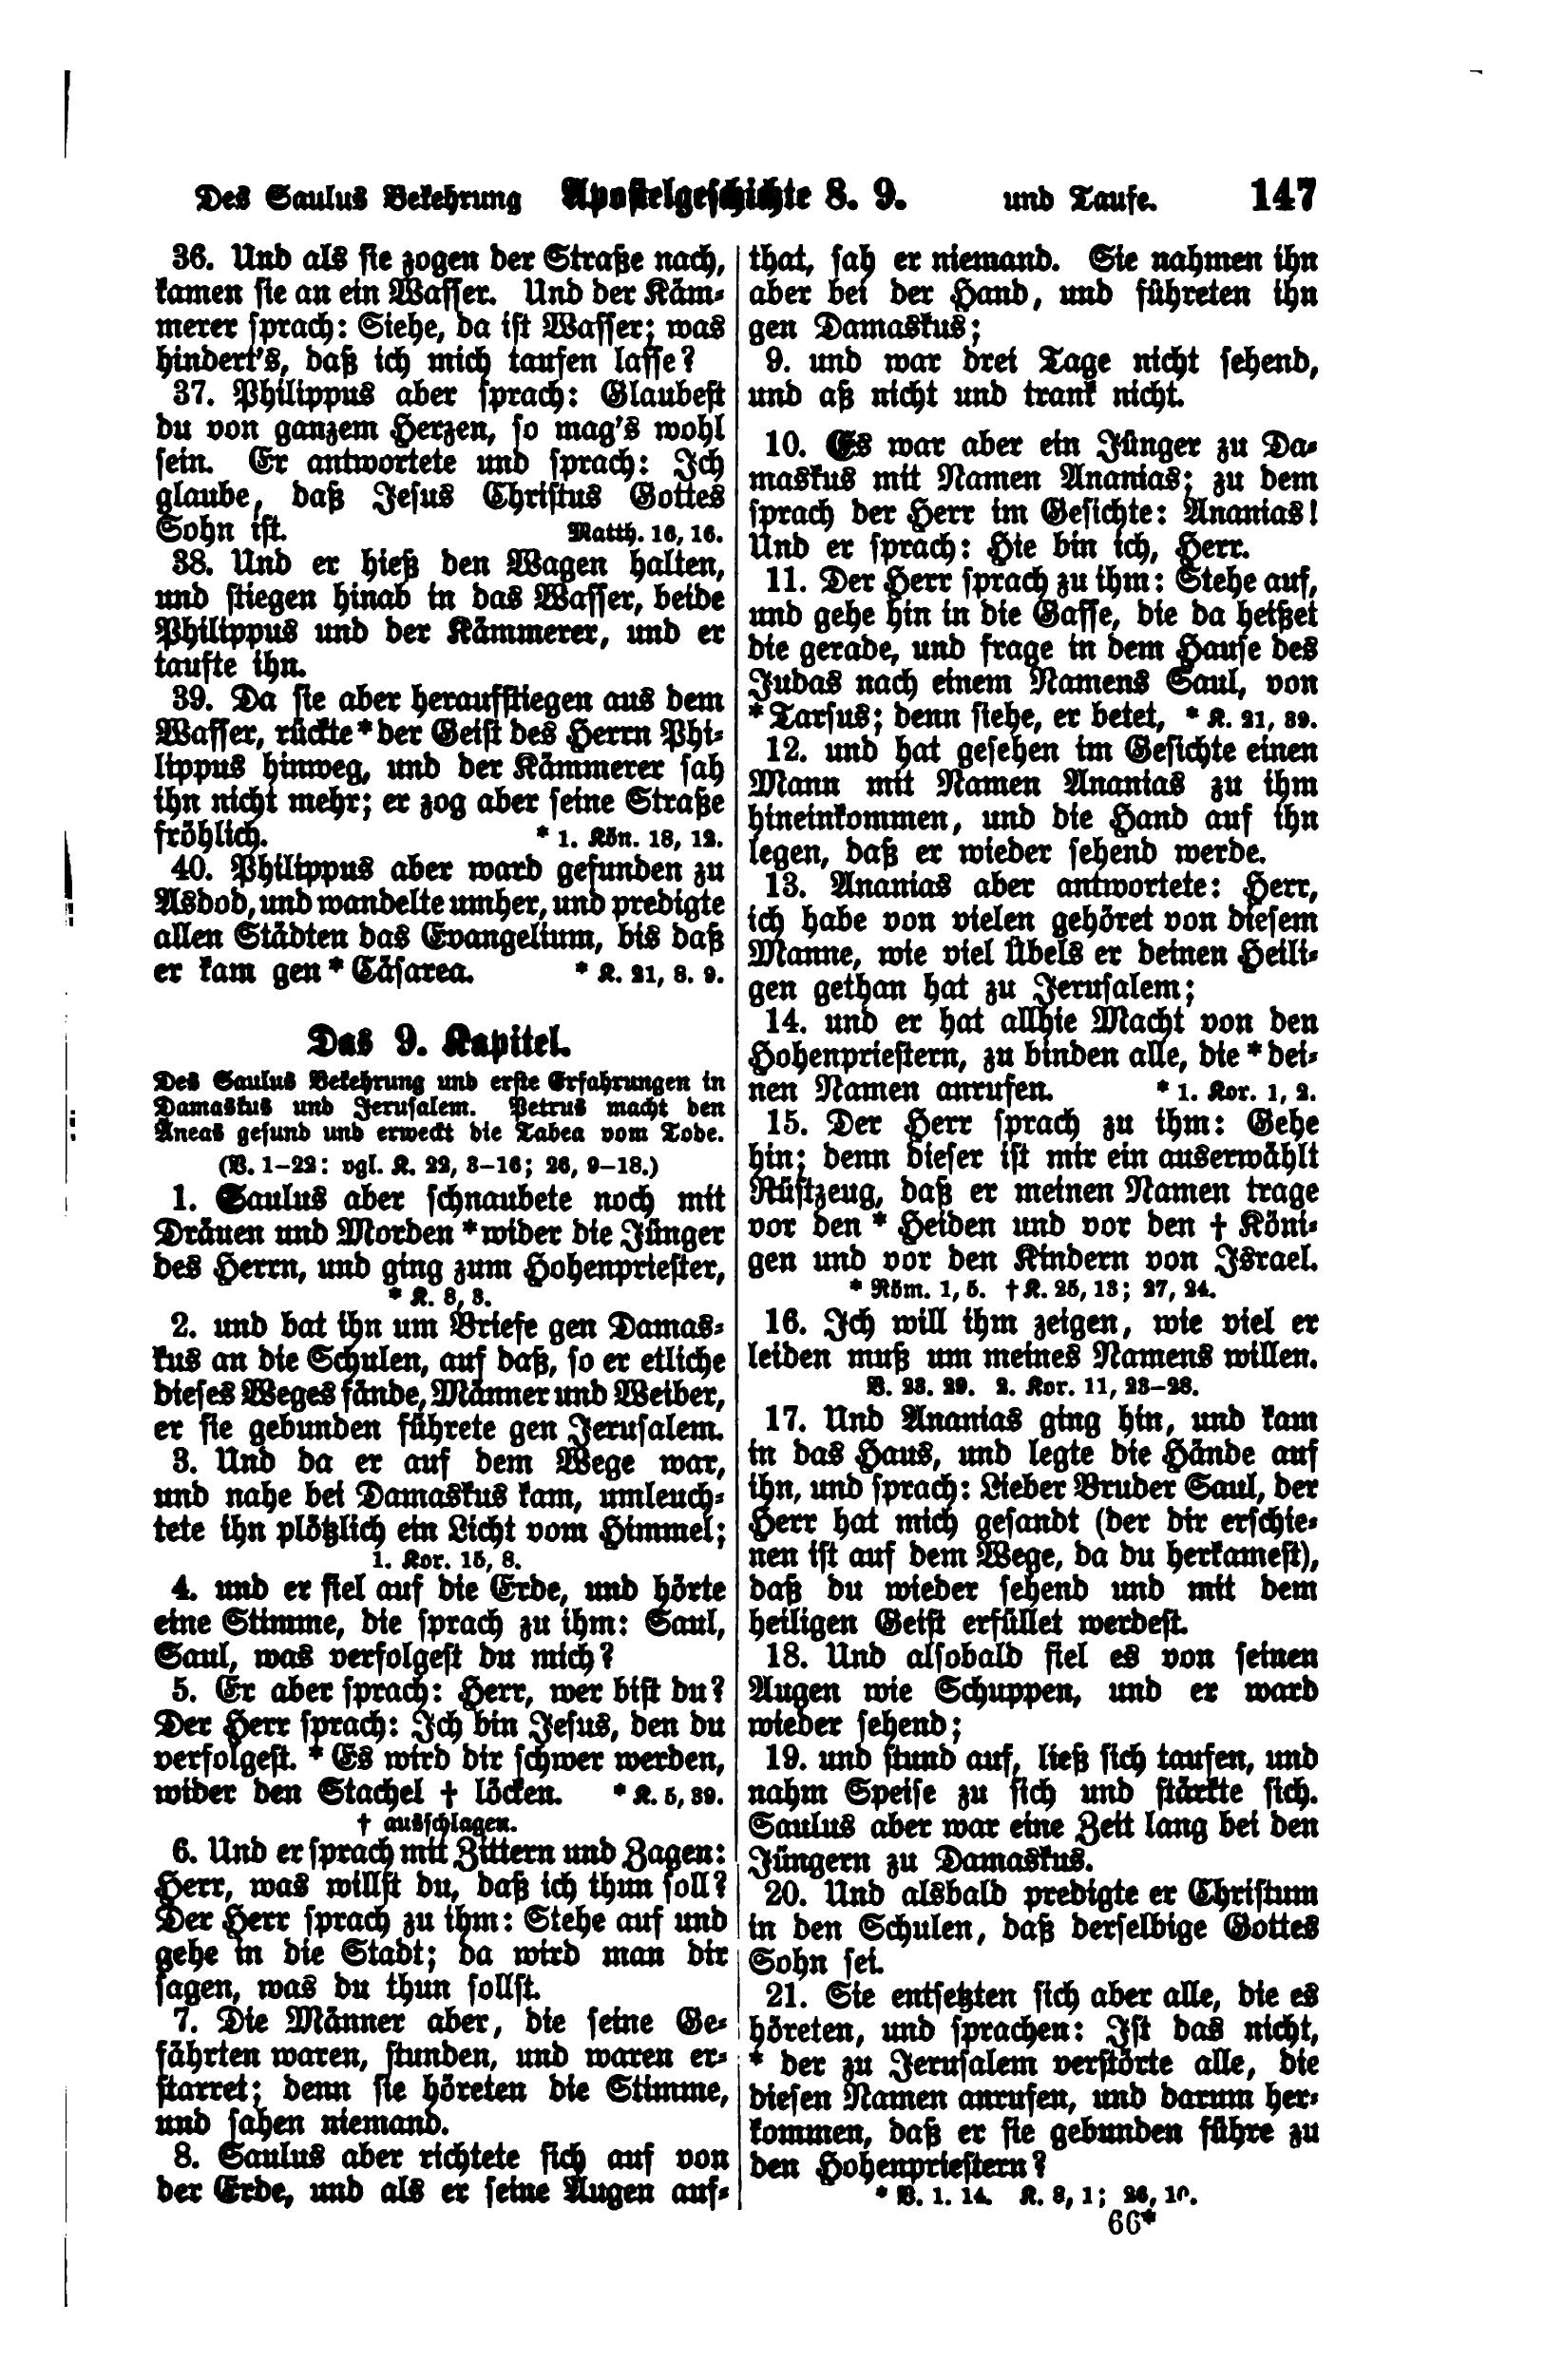 Des Saulus Bekehrung Apostelgeschichte 8. 9. und Taufe. 147
36. Und als sie zogen der Straße nach,
kamen sie an ein Wasser. Und der Käm-
merer sprach: Siehe, da ist Wasser; was
hindert's, daß ich mich taufen lasse?
37. Philippus aber sprach: Glaubest
du von ganzem Herzen, so mag's wohl
sein. Er antwortete und sprach: Ich
glaube, daß Jesus Christus Gottes
Sohn ist. Matth. 16, 16.
38. Und er hieß den Wagen halten,
und stiegen hinab in das Wasser, beide
Philippus und der Kämmerer, und er
taufte ihn.
39. Da sie aber heraufstiegen aus dem
Wasser, rückte * der Geist des Herrn Phi-
lippus hinweg, und der Kämmerer sah
ihn nicht mehr; er zog aber seine Straße
fröhlich. * 1. Kön. 18, 12.
40. Philippus aber ward gefunden zu
Asdod, und wandelte umher, und predigte
allen Städten das Evangelium, bis daß
er kam gen * Cäsarea. * K. 21, 8. 9.
Das 9. Kapitel.
Des Saulus Bekehrung und erste Erfahrungen in
Damaskus und Jerusalem. Petrus macht den
Äneas gesund und erweckt die Tabea vom Tode.
(V. 1–22: vgl. K. 22, 3–16; 26, 9–18.)
1. Saulus aber schnaubete noch mit
Dräuen und Morden * wider die Jünger
des Herrn, und ging zum Hohenpriester,
* K. 8, 3.
2. und bat ihn um Briefe gen Damas-
kus an die Schulen, auf daß, so er etliche
dieses Weges fände, Männer und Weiber,
er sie gebunden führete gen Jerusalem.
3. Und da er auf dem Wege war,
und nahe bei Damaskus kam, umleuch-
tete ihn plötzlich ein Licht vom Himmel;
1. Kor. 15, 8.
4. und er fiel auf die Erde, und hörte
eine Stimme, die sprach zu ihm: Saul,
Saul, was verfolgest du mich?
5. Er aber sprach: Herr, wer bist du?
Der Herr sprach: Ich bin Jesus, den du
verfolgest. * Es wird dir schwer werden,
wider den Stachel † löcken. * K. 5, 39.
† ausschlagen.
6. Und er sprach mit Zittern und Zagen:
Herr, was willst du, daß ich thun soll?
Der Herr sprach zu ihm: Stehe auf und
gehe in die Stadt; da wird man dir
sagen, was du thun sollst.
7. Die Männer aber, die seine Ge-
fährten waren, stunden, und waren er-
starret; denn sie höreten die Stimme,
und sahen niemand.
8. Saulus aber richtete sich auf von
der Erde, und als er seine Augen auf-
that, sah er niemand. Sie nahmen ihn
aber bei der Hand, und führeten ihn
gen Damaskus;
9. und war drei Tage nicht sehend,
und aß nicht und trank nicht.
10. Es war aber ein Jünger zu Da-
maskus mit Namen Ananias; zu dem
sprach der Herr im Gesichte: Ananias!
Und er sprach: Hie bin ich, Herr.
11. Der Herr sprach zu ihm: Stehe auf,
und gehe hin in die Gasse, die da heißet
die gerade, und frage in dem Hause des
Judas nach einem Namens Saul, von
* Tarsus; denn siehe, er betet, * K. 21, 39.
12. und hat gesehen im Gesichte einen
Mann mit Namen Ananias zu ihm
hineinkommen, und die Hand auf ihn
legen, daß er wieder sehend werde.
13. Ananias aber antwortete: Herr,
ich habe von vielen gehöret von diesem
Manne, wie viel Übels er deinen Heili-
gen gethan hat zu Jerusalem;
14. und er hat allhie Macht von den
Hohenpriestern, zu binden alle, die * dei-
nen Namen anrufen. * 1. Kor. 1, 2.
15. Der Herr sprach zu ihm: Gehe
hin; denn dieser ist mir ein auserwählt
Rüstzeug, daß er meinen Namen trage
vor den * Heiden und vor den † Köni-
gen und vor den Kindern von Israel.
* Röm. 1, 5. † K. 25, 13; 27, 24.
16. Ich will ihm zeigen, wie viel er
leiden muß um meines Namens willen.
V. 23. 29. 2. Kor. 11, 23–28.
17. Und Ananias ging hin, und kam
in das Haus, und legte die Hände auf
ihn, und sprach: Lieber Bruder Saul, der
Herr hat mich gesandt (der dir erschie-
nen ist auf dem Wege, da du herkamest),
daß du wieder sehend und mit dem
heiligen Geist erfüllet werdest.
18. Und alsobald fiel es von seinen
Augen wie Schuppen, und er ward
wieder sehend;
19. und stund auf, ließ sich taufen, und
nahm Speise zu sich und stärkte sich.
Saulus aber war eine Zeit lang bei den
Jüngern zu Damaskus.
20. Und alsbald predigte er Christum
in den Schulen, daß derselbige Gottes
Sohn sei.
21. Sie entsetzten sich aber alle, die es
höreten, und sprachen: Ist das nicht,
* der zu Jerusalem verstörte alle, die
diesen Namen anrufen, und darum her-
kommen, daß er sie gebunden führe zu
den Hohenpriestern?
* V. 1. 14. K. 8, 1; 26, 10.
66*